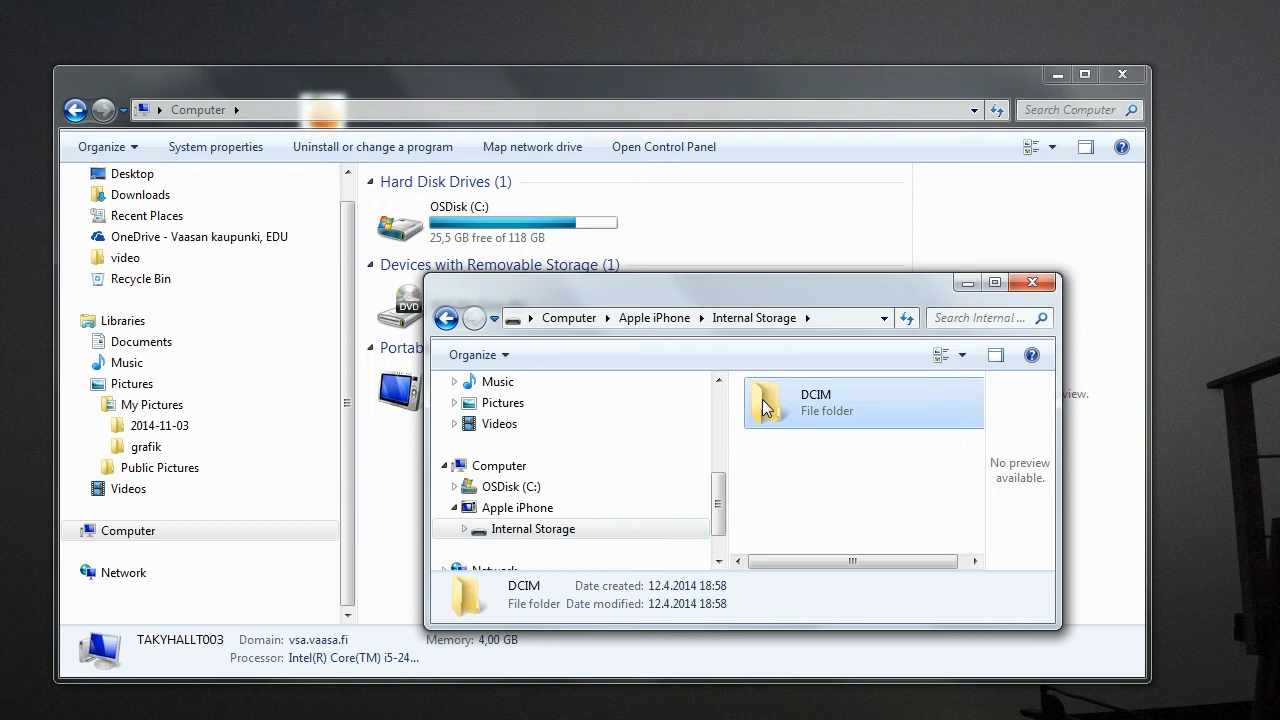 Computer
Search Computer
Organize
System properties
Uninstall or change a program
Map network drive
Open Control Panel
Desktop
Downloads
Recent Places
OneDrive - Vaasan kaupunki, EDU
video
Recycle Bin
Libraries
Documents
Music
Pictures
My Pictures
2014-11-03
grafik
Public Pictures
Videos
Computer
Network
Hard Disk Drives (1)
OSDisk (C:)
25,5 GB free of 118 GB
Devices with Removable Storage (1)
DVD
Portab
view.
Computer Apple iPhone Internal Storage
Search Internal ...
Organize
Music
Pictures
Videos
Computer
OSDisk (C:)
Apple iPhone
Internal Storage
Network
DCIM
File folder
No preview
available.
DCIM Date created: 12.4.2014 18:58
File folder Date modified: 12.4.2014 18:58
TAKYHALLT003 Domain: vsa.vaasa.fi Memory: 4,00 GB
Processor: Intel(R) Core(TM) i5-24...